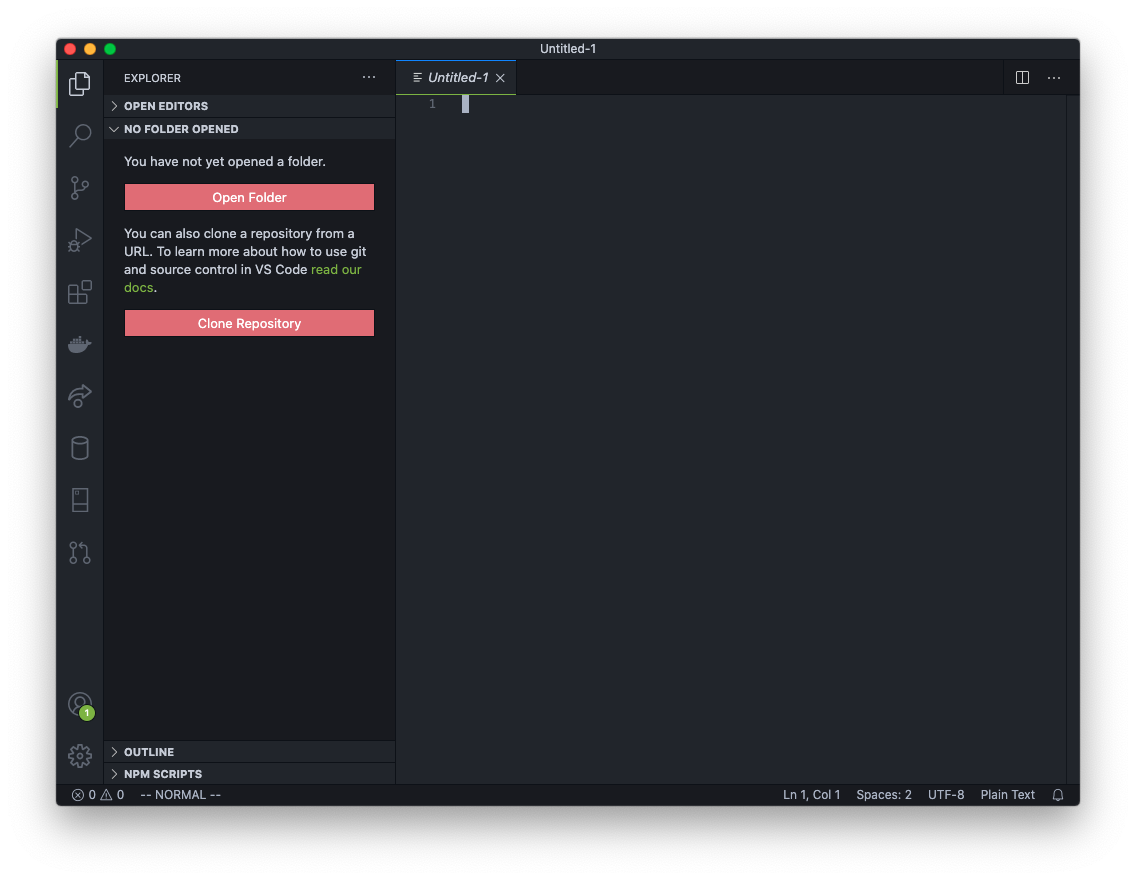 Untitled-1
EXPLORER
Untitled-1
OPEN EDITORS
1
NO FOLDER OPENED
You have not yet opened a folder.
Open Folder
You can also clone a repository from a
URL. To learn more about how to use git
and source control in VS Code read our
docs.
Clone Repository
1
OUTLINE
NPM SCRIPTS
0 0 -- NORMAL -- Ln 1, Col 1 Spaces: 2 UTF-8 Plain Text